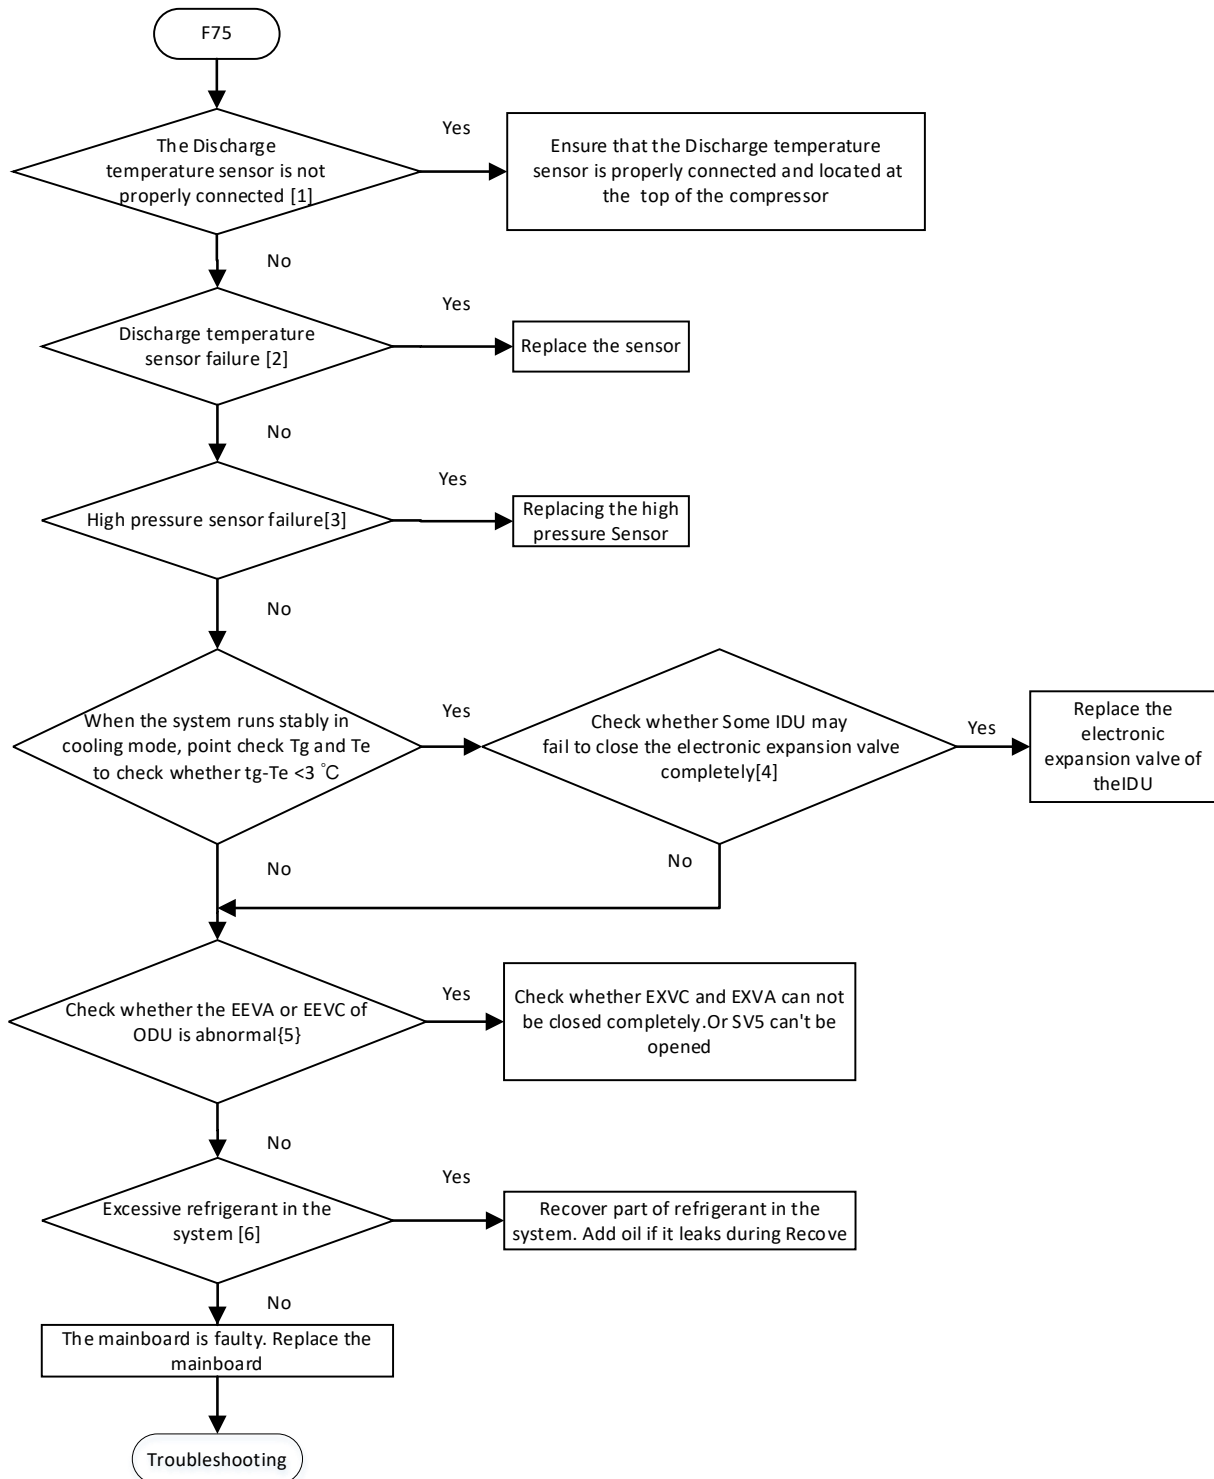 F75
The Discharge
temperature sensor is not
properly connected [1]
Yes
Ensure that the Discharge temperature
sensor is properly connected and located at
the top of the compressor
No
Discharge temperature
sensor failure [2]
Yes
Replace the sensor
No
High pressure sensor failure[3]
Yes
Replacing the high
pressure Sensor
No
When the system runs stably in
cooling mode, point check Tg and Te
to check whether tg-Te <3 ℃
Yes
Check whether Some IDU may
fail to close the electronic expansion valve
completely[4]
Yes
Replace the
electronic
expansion valve of
theIDU
No
No
Check whether the EEVA or EEVC of
ODU is abnormal{5}
Yes
Check whether EXVC and EXVA can not
be closed completely.Or SV5 can't be
opened
No
Excessive refrigerant in the
system [6]
Yes
Recover part of refrigerant in the
system. Add oil if it leaks during Recove
No
The mainboard is faulty. Replace the
mainboard
Troubleshooting